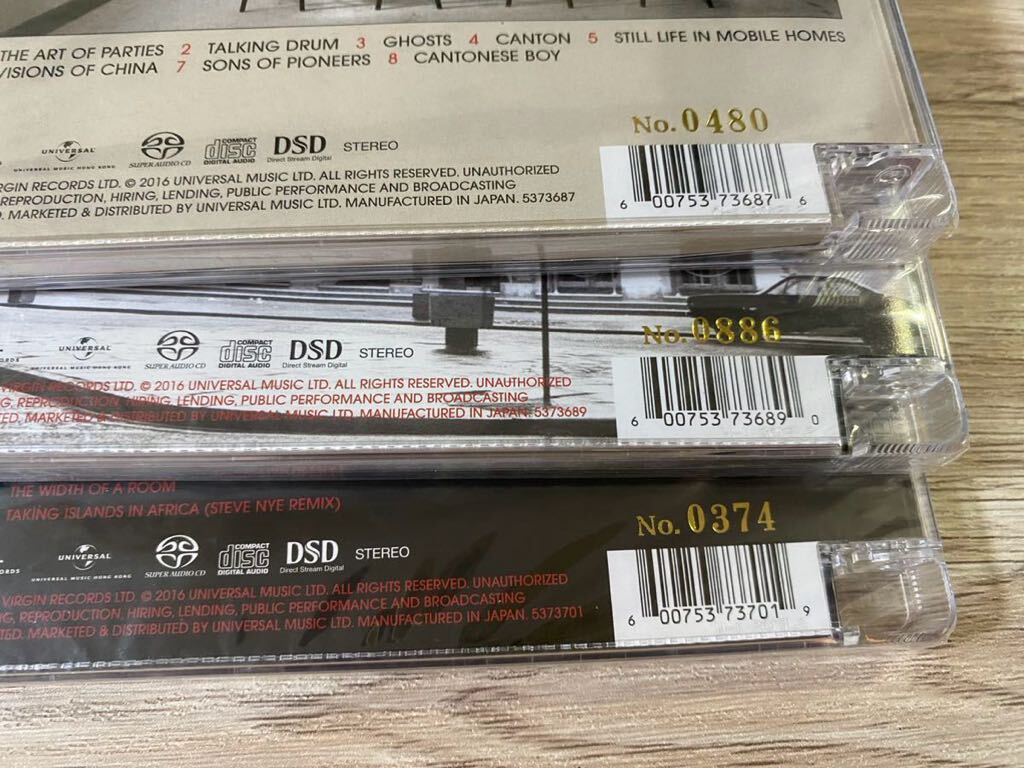 THE ART OF PARTIES 2 TALKING DRUM 3 GHOSTS 4 CANTON 5 STILL LIFE IN MOBILE HOMES
VISIONS OF CHINA 7 SONS OF PIONEERS 8 CANTONESE BOY
No. 0480
UNIVERSAL
UNIVERSAL MUSIC HONG KONG
SUPER AUDIO CD
COMPACT disc DIGITAL AUDIO
DSD
Direct Stream Digital
STEREO
VIRGIN RECORDS LTD. © 2016 UNIVERSAL MUSIC LTD. ALL RIGHTS RESERVED. UNAUTHORIZED
REPRODUCTION, HIRING, LENDING, PUBLIC PERFORMANCE AND BROADCASTING
D. MARKETED & DISTRIBUTED BY UNIVERSAL MUSIC LTD. MANUFACTURED IN JAPAN. 5373687
6 00753 73687 6
No. 0886
UNIVERSAL
UNIVERSAL MUSIC HONG KONG
SUPER AUDIO CD
COMPACT disc DIGITAL AUDIO
DSD
Direct Stream Digital
STEREO
VIRGIN RECORDS LTD. © 2016 UNIVERSAL MUSIC LTD. ALL RIGHTS RESERVED. UNAUTHORIZED
G, REPRODUCTION, HIRING, LENDING, PUBLIC PERFORMANCE AND BROADCASTING
TED. MARKETED & DISTRIBUTED BY UNIVERSAL MUSIC LTD. MANUFACTURED IN JAPAN. 5373689
6 00753 73689 0
THE WIDTH OF A ROOM
TAKING ISLANDS IN AFRICA (STEVE NYE REMIX)
No. 0374
UNIVERSAL
UNIVERSAL MUSIC HONG KONG
SUPER AUDIO CD
COMPACT disc DIGITAL AUDIO
DSD
Direct Stream Digital
STEREO
VIRGIN RECORDS LTD. © 2016 UNIVERSAL MUSIC LTD. ALL RIGHTS RESERVED. UNAUTHORIZED
G, REPRODUCTION, HIRING, LENDING, PUBLIC PERFORMANCE AND BROADCASTING
TED. MARKETED & DISTRIBUTED BY UNIVERSAL MUSIC LTD. MANUFACTURED IN JAPAN. 5373701
6 00753 73701 9